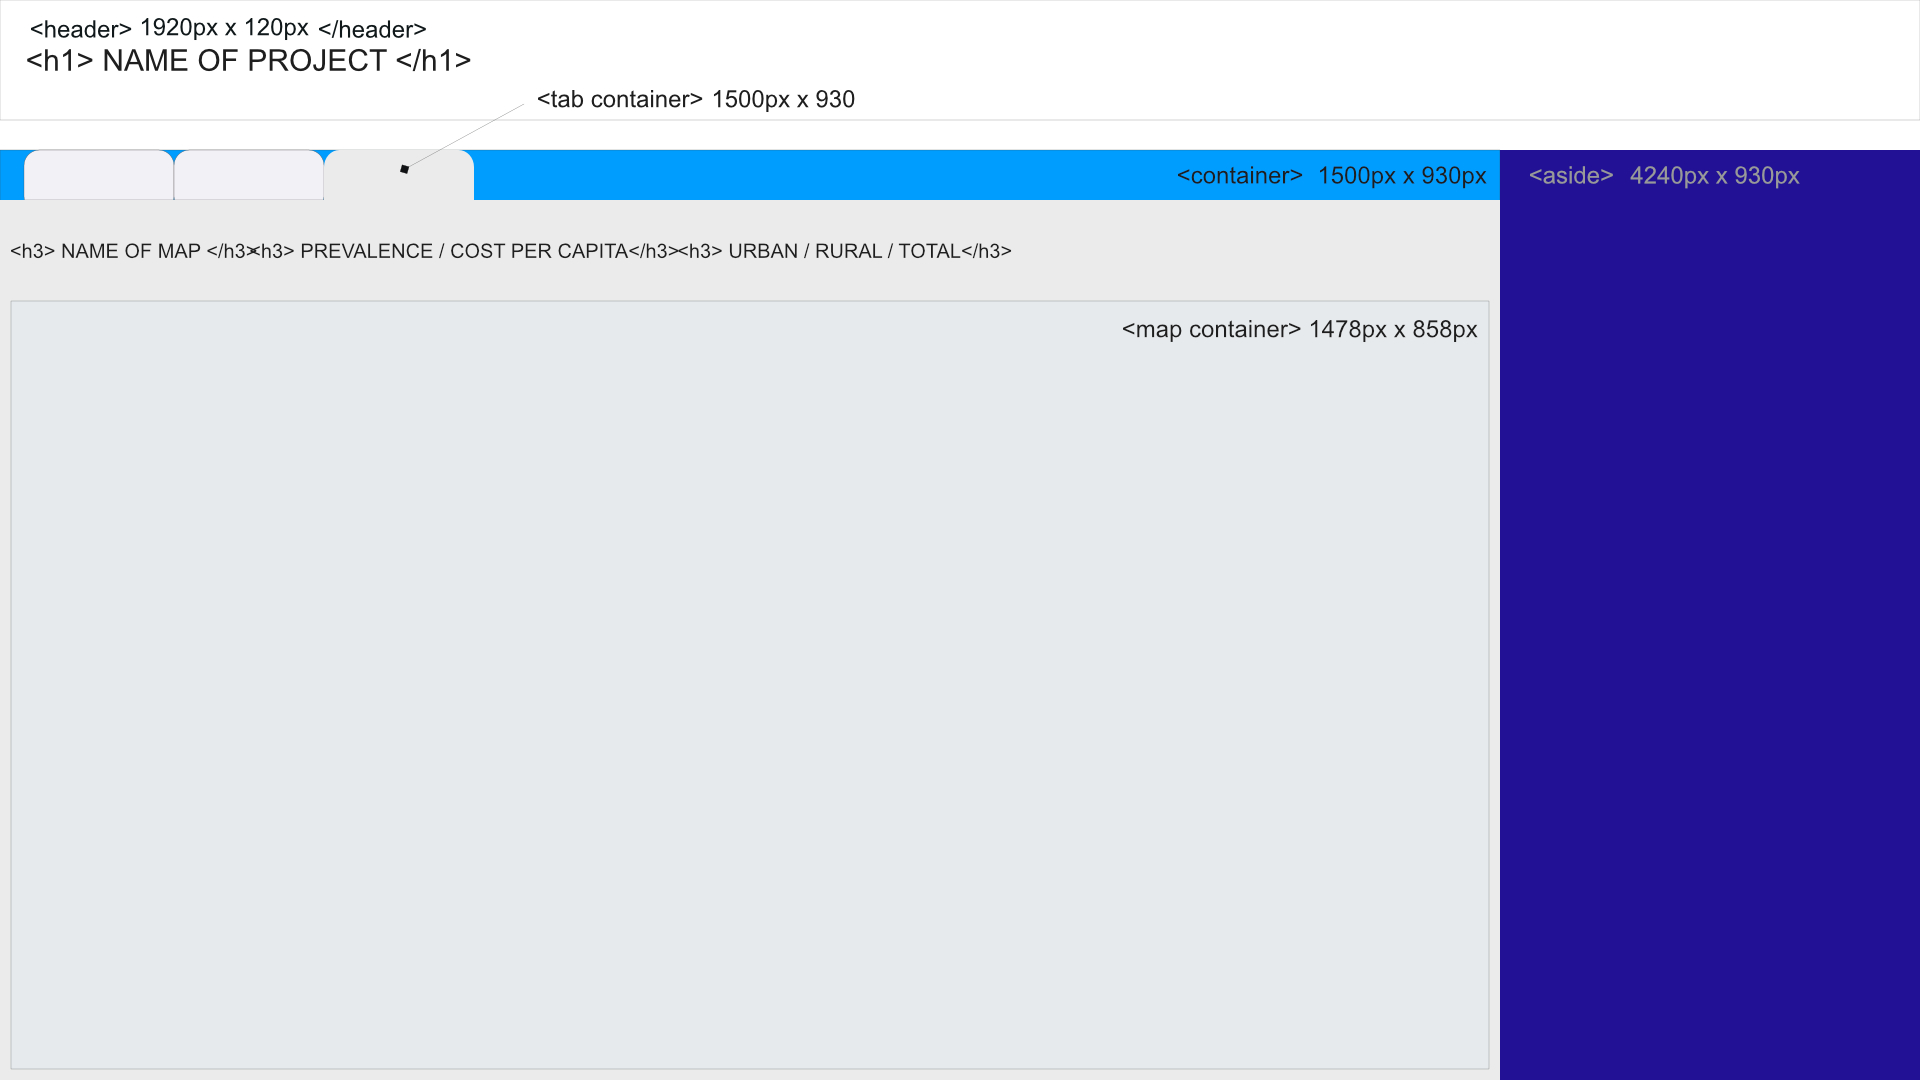 <header> 1920px x 120px </header>
<h1> NAME OF PROJECT </h1>
<tab container> 1500px x 930
<container> 1500px x 930px
<aside> 4240px x 930px
<h3> NAME OF MAP </h3><h3> PREVALENCE / COST PER CAPITA</h3><h3> URBAN / RURAL / TOTAL</h3>
<map container> 1478px x 858px